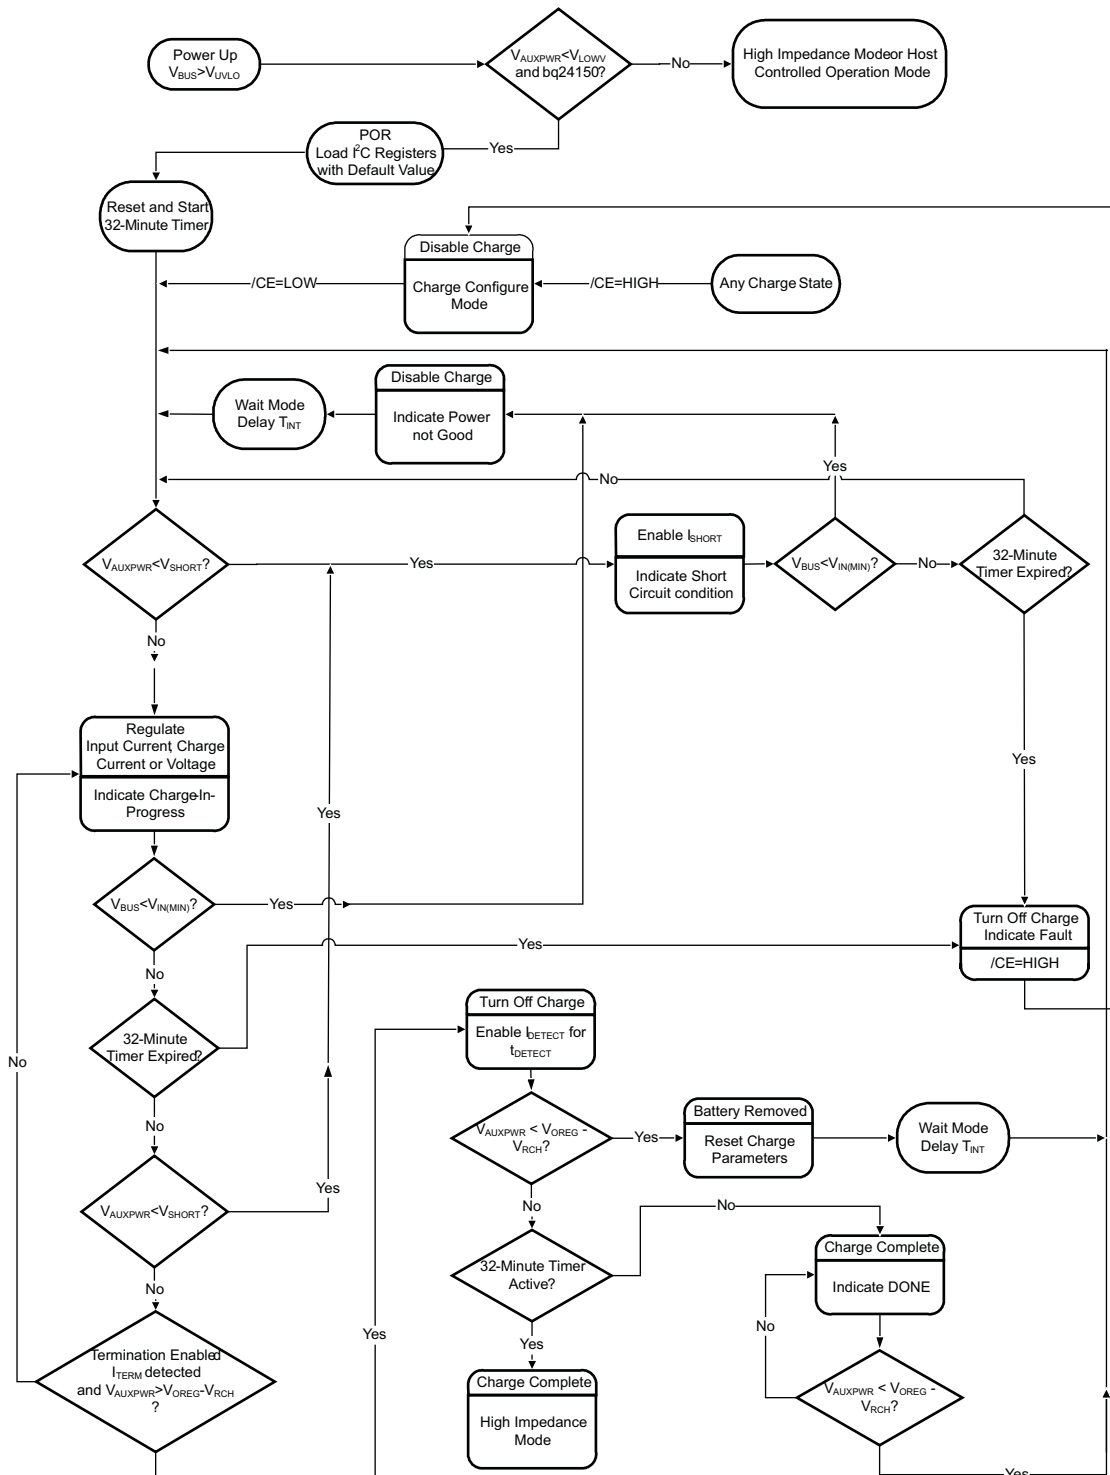 Power Up
VBUS>VUVLO
VAUXPWR<VLOWV
and bq24150?
No
High Impedance Modeor Host
Controlled Operation Mode
Yes
POR
Load I2C Registers
with Default Value
Reset and Start
32-Minute Timer
Disable Charge
Charge Configure
Mode
/CE=LOW
/CE=HIGH
Any Charge State
Disable Charge
Indicate Power
not Good
Wait Mode
Delay TINT
Yes
No
VAUXPWR<VSHORT?
Yes
Enable ISHORT
Indicate Short
Circuit condition
VBUS<VIN(MIN)?
No
32-Minute
Timer Expired?
No
Regulate
Input Current, Charge
Current or Voltage
Indicate Charge-In-
Progress
Yes
Yes
VBUS<VIN(MIN)?
Yes
Turn Off Charge
Indicate Fault
/CE=HIGH
Yes
No
32-Minute
Timer Expired?
No
Turn Off Charge
Enable IDETECT for
tDETECT
No
VAUXPWR < VOREG -
VRCH?
Yes
Battery Removed
Reset Charge
Parameters
Wait Mode
Delay TINT
VAUXPWR<VSHORT?
Yes
No
No
32-Minute Timer
Active?
Charge Complete
Indicate DONE
No
Yes
No
Yes
Termination Enabled
ITERM detected
and VAUXPWR>VOREG-VRCH
?
Charge Complete
High Impedance
Mode
VAUXPWR < VOREG -
VRCH?
Yes